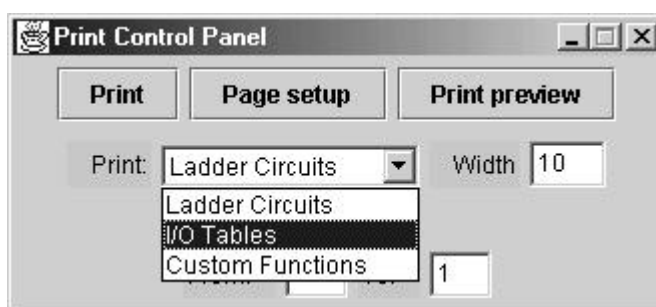 Print Control Panel
Print Page setup Print preview
Print: Ladder Circuits Width 10
Ladder Circuits
I/O Tables
Custom Functions
1